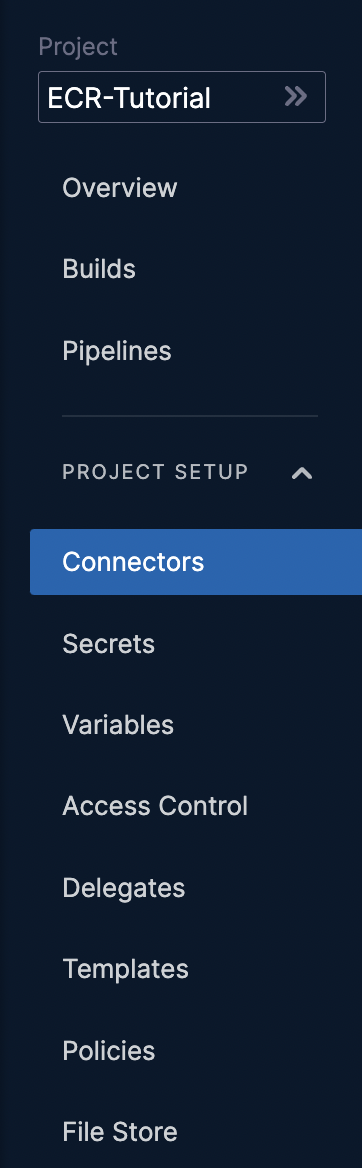 Project
ECR-Tutorial
Overview
Builds
Pipelines
PROJECT SETUP
Connectors
Secrets
Variables
Access Control
Delegates
Templates
Policies
File Store